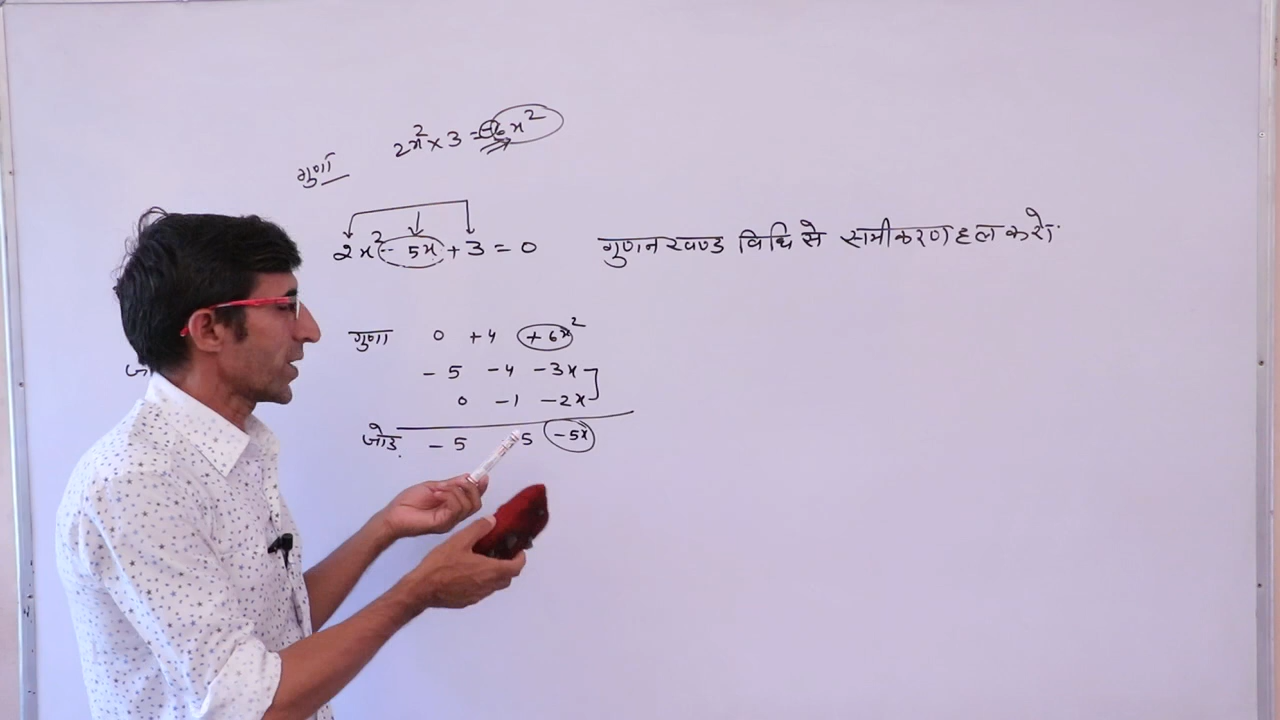 2x² × 3 = 6x²
गुणा
2x² - 5x + 3 = 0 गुणनखण्ड विधि से समीकरण हल करो
गुणा 0 +4 +6x²
- 5 -4 -3x
0 -1 -2x
जोड़ - 5 5 -5x